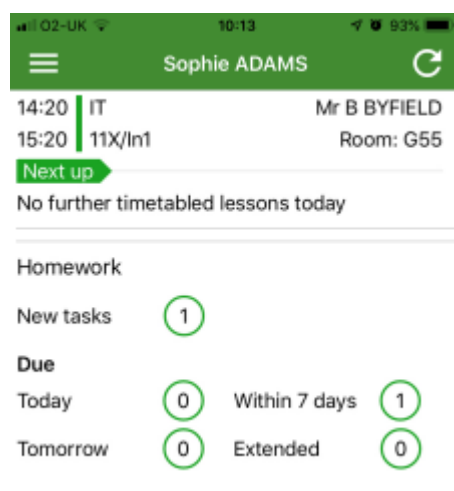 O2-UK 10:13 93%
Sophie ADAMS
14:20 IT Mr B BYFIELD
15:20 11X/In1 Room: G55
Next up
No further timetabled lessons today
Homework
New tasks 1
Due
Today 0 Within 7 days 1
Tomorrow 0 Extended 0